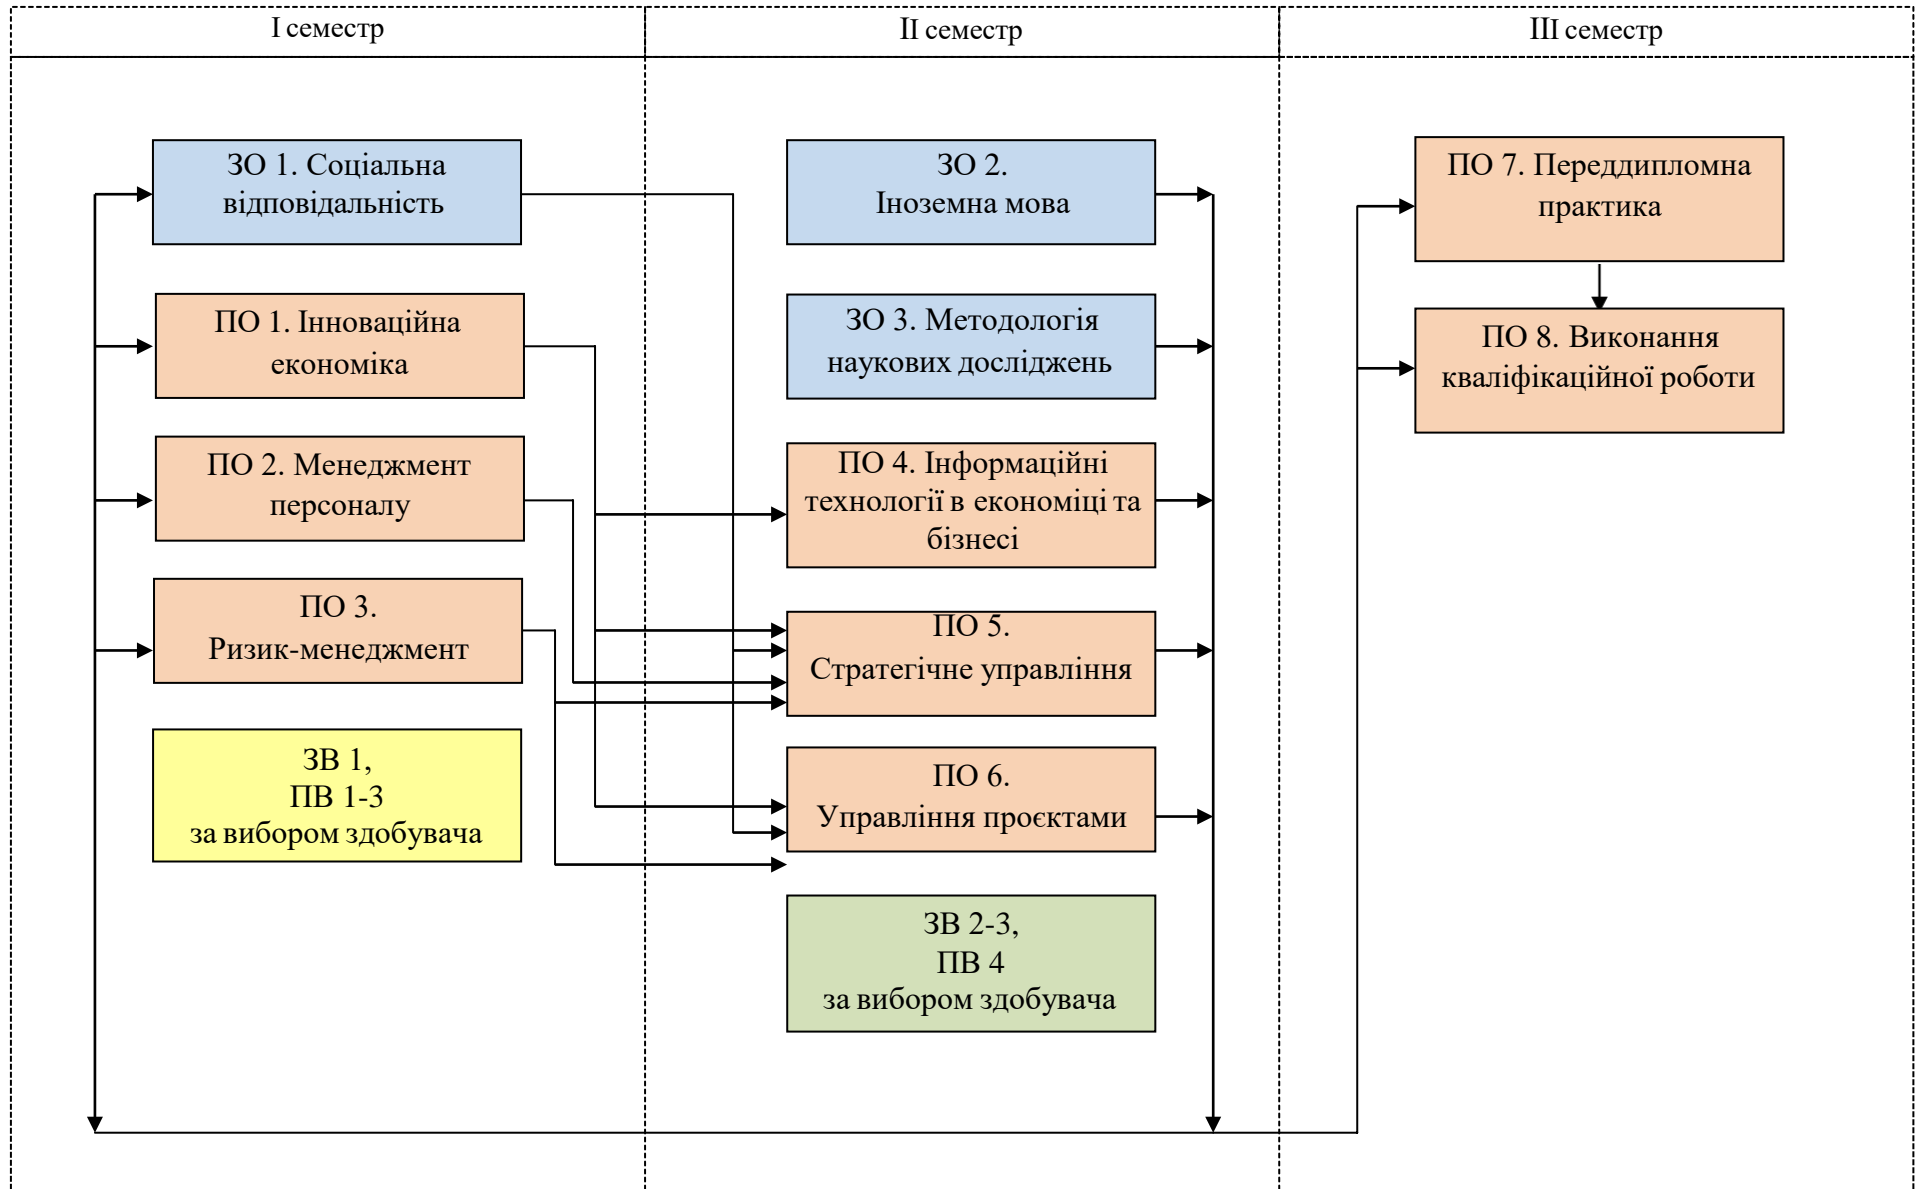 І семестр
ІІ семестр
ІІІ семестр
ЗО 1. Соціальна
відповідальність
ПО 1. Інноваційна
економіка
ПО 2. Менеджмент
персоналу
ПО 3.
Ризик-менеджмент
ЗВ 1,
ПВ 1-3
за вибором здобувача
ЗО 2.
Іноземна мова
ЗО 3. Методологія
наукових досліджень
ПО 4. Інформаційні
технології в економіці та
бізнесі
ПО 5.
Стратегічне управління
ПО 6.
Управління проєктами
ЗВ 2-3,
ПВ 4
за вибором здобувача
ПО 7. Переддипломна
практика
ПО 8. Виконання
кваліфікаційної роботи